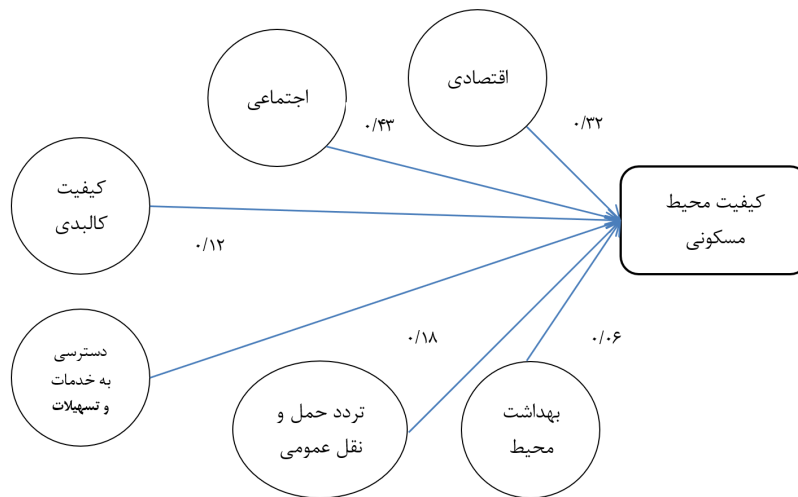 اقتصادی
اجتماعی
۰/۳۲
۰/۴۳
کیفیت
کالبدی
کیفیت محیط
مسکونی
۰/۱۲
دسترسی
به خدمات
و تسهیلات
۰/۱۸
۰/۰۶
تردد حمل و
نقل عمومی
بهداشت
محیط